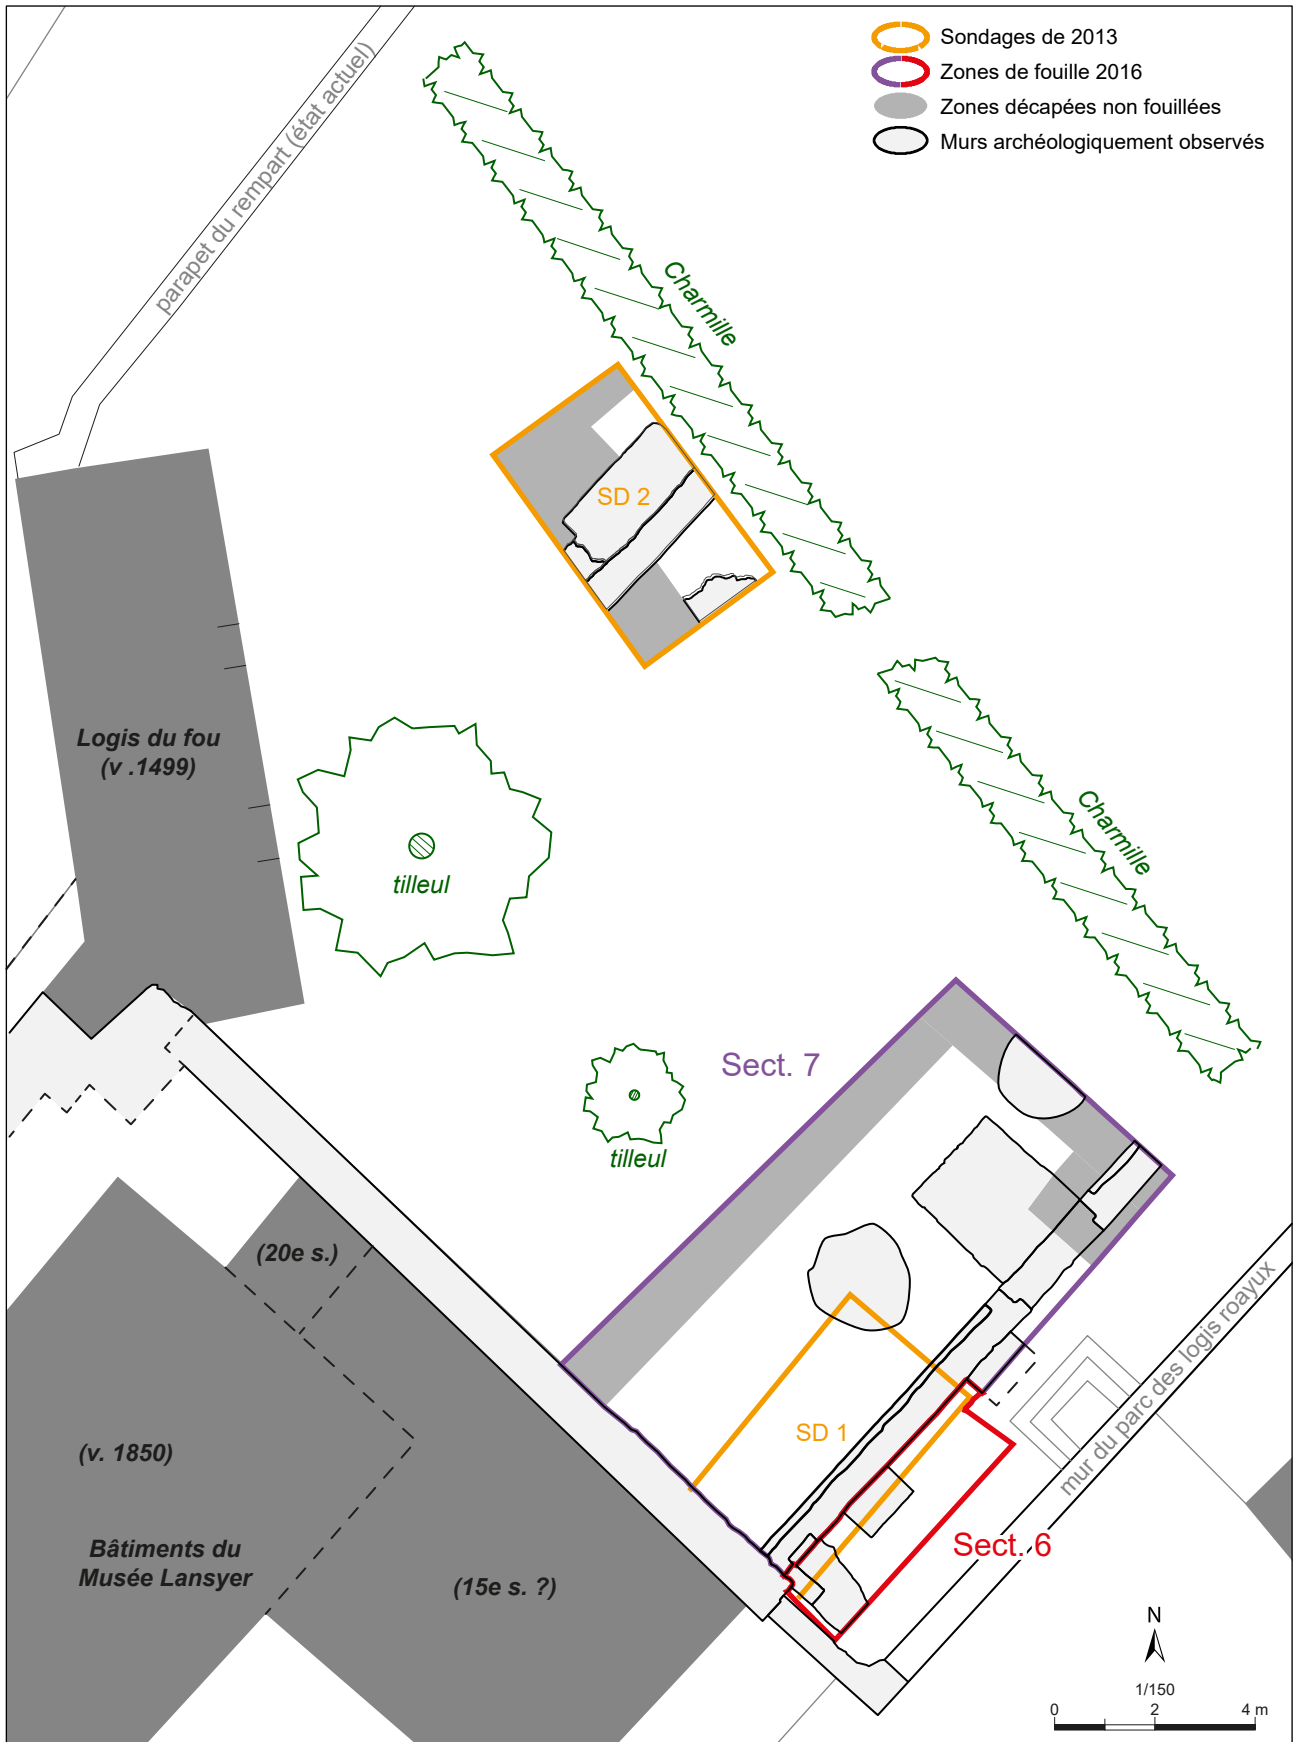 Sondages de 2013
Zones de fouille 2016
Zones décapées non fouillées
Murs archéologiquement observés
parapet du rempart (état actuel)
Charmille
SD 2
Logis du fou
(v .1499)
tilleul
Charmille
Sect. 7
tilleul
(20e s.)
mur du parc des logis roayux
SD 1
(v. 1850)
Sect. 6
Bâtiments du
Musée Lansyer
(15e s. ?)
N
1/150
0 2 4 m